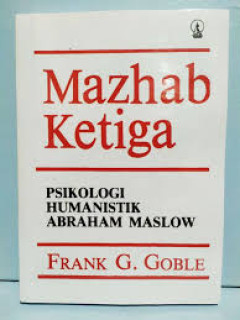 Mazhab
Ketiga
PSIKOLOGI
HUMANISTIK
ABRAHAM MASLOW
FRANK G. GOBLE